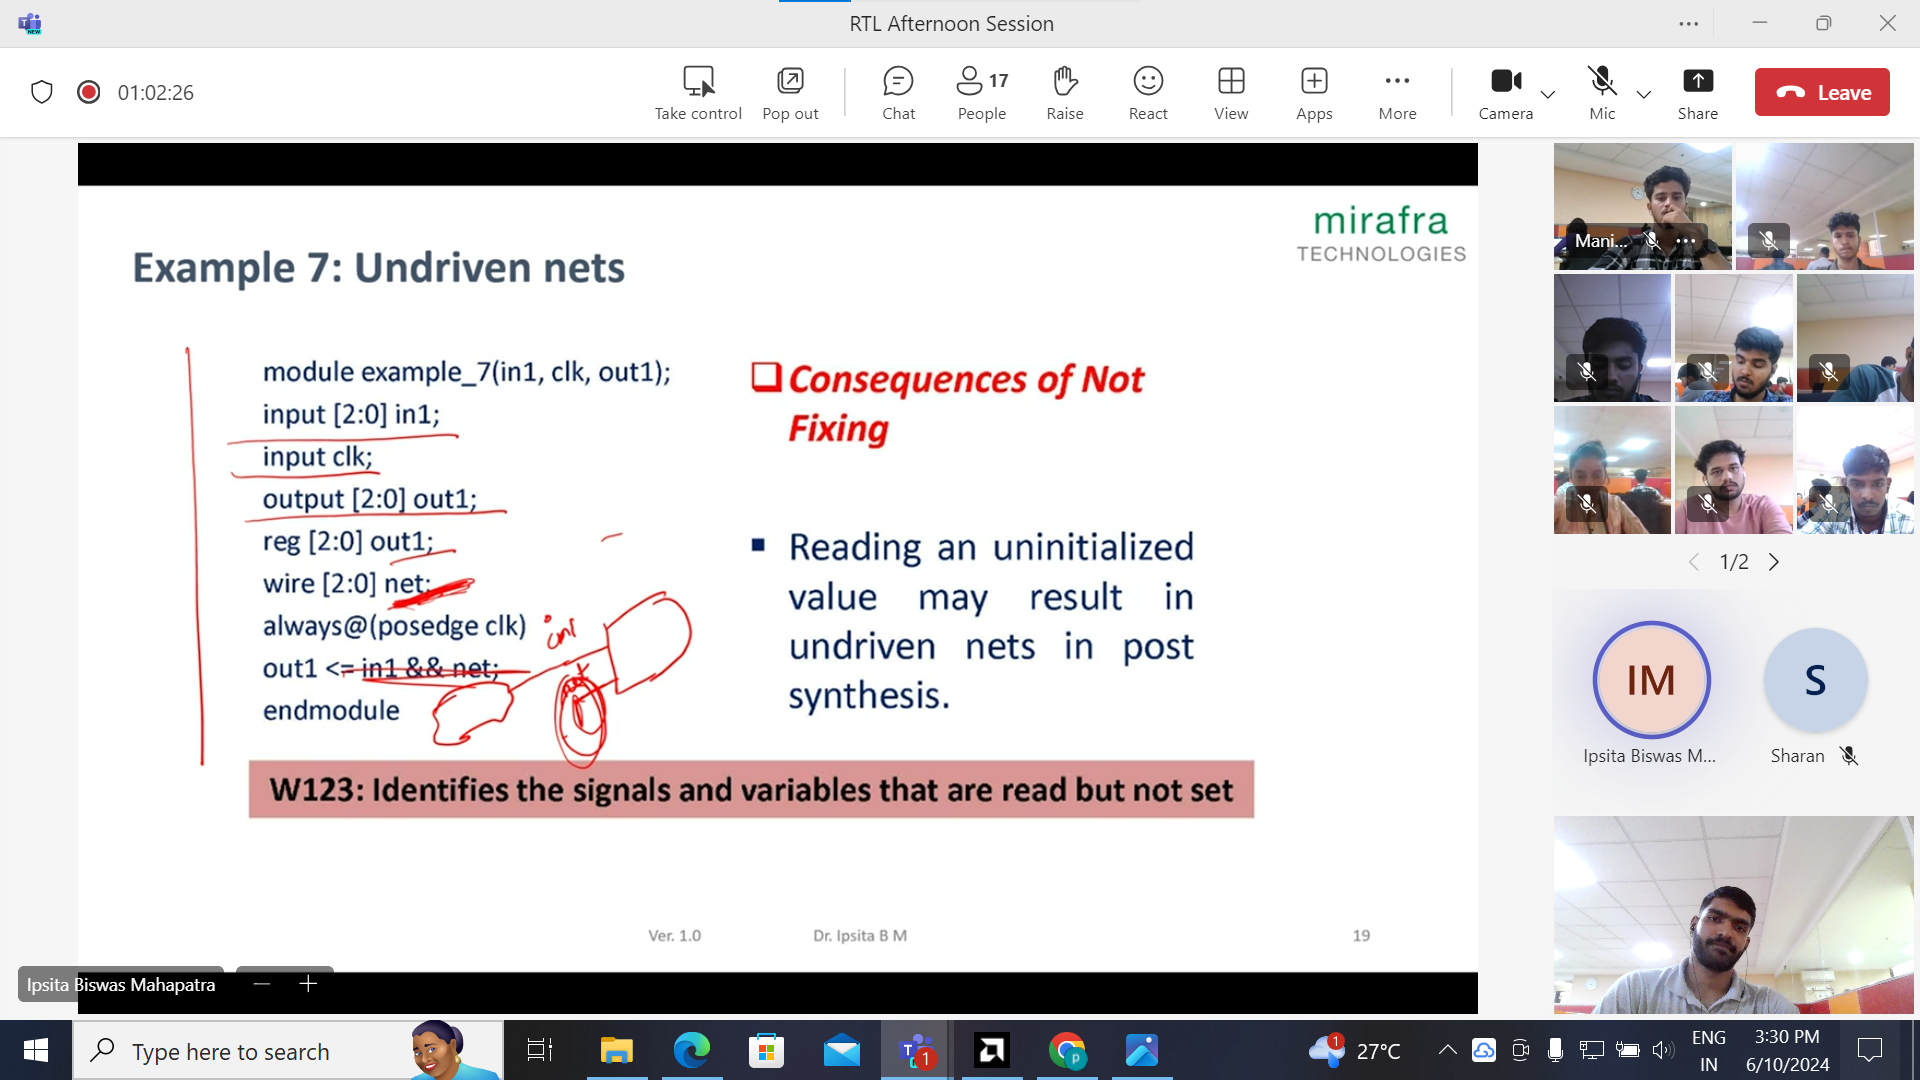 RTL Afternoon Session
01:02:26
Take control
Pop out
Chat
17
People
Raise
React
View
Apps
More
Camera
Mic
Share
Leave
mirafra
TECHNOLOGIES
Example 7: Undriven nets
module example_7(in1, clk, out1);
input [2:0] in1;
input clk;
output [2:0] out1;
reg [2:0] out1;
wire [2:0] net;
always@(posedge clk)
out1 <= in1 && net;
endmodule
in1
net
Consequences of Not
Fixing
Reading an uninitialized
value may result in
undriven nets in post
synthesis.
W123: Identifies the signals and variables that are read but not set
Ver. 1.0
Dr. Ipsita B M
19
Ipsita Biswas Mahapatra
Mani...
1/2
IM
Ipsita Biswas M...
S
Sharan
NEW
Type here to search
1
1
27°C
ENG
IN
3:30 PM
6/10/2024
p